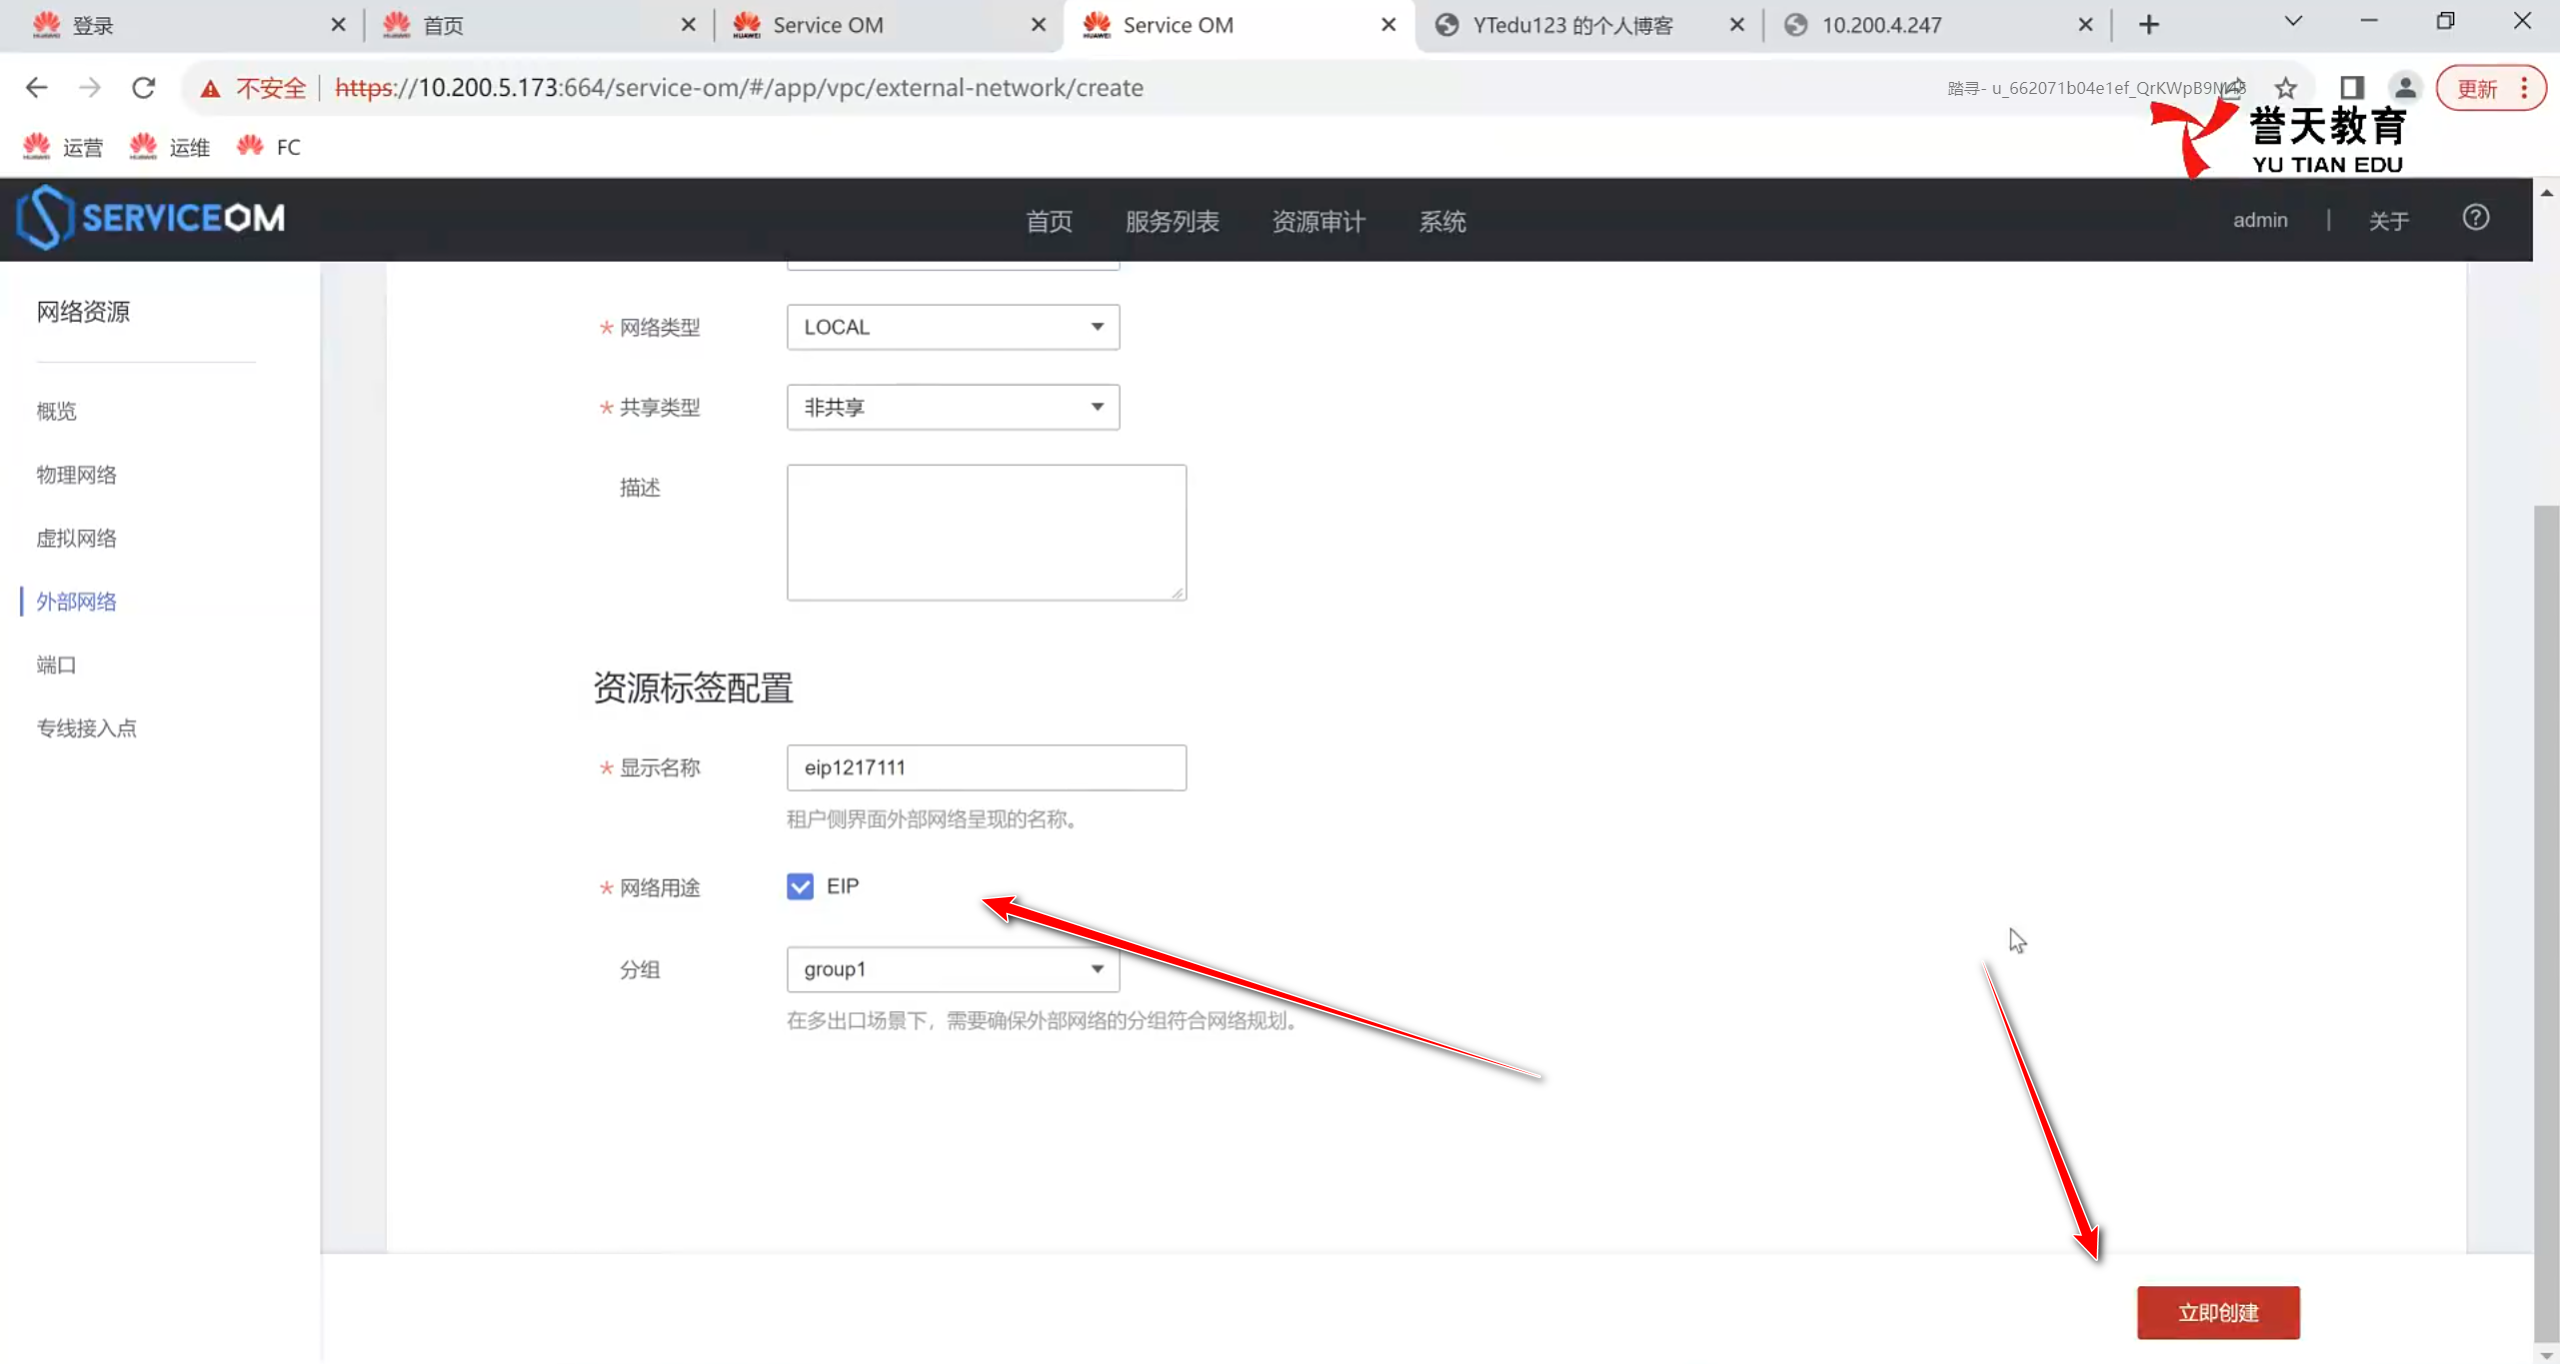 登录
首页
Service OM
Service OM
YTedu123 的个人博客
10.200.4.247
不安全
https://10.200.5.173:664/service-om/#/app/vpc/external-network/create
踏寻- u_662071b04e1ef_QrKWpB9N45
更新
运营
运维
FC
誉天教育
YU TIAN EDU
SERVICEOM
首页
服务列表
资源审计
系统
admin
关于
网络资源
概览
物理网络
虚拟网络
外部网络
端口
专线接入点
* 网络类型
LOCAL
* 共享类型
非共享
描述
资源标签配置
* 显示名称
eip1217111
租户侧界面外部网络呈现的名称。
* 网络用途
EIP
分组
group1
在多出口场景下，需要确保外部网络的分组符合网络规划。
立即创建